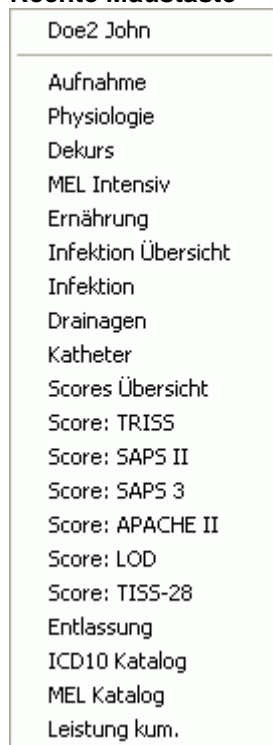 Rechte Maustaste
Doe2 John
Aufnahme
Physiologie
Dekurs
MEL Intensiv
Ernährung
Infektion Übersicht
Infektion
Drainagen
Katheter
Scores Übersicht
Score: TRISS
Score: SAPS II
Score: SAPS 3
Score: APACHE II
Score: LOD
Score: TISS-28
Entlassung
ICD10 Katalog
MEL Katalog
Leistung kum.